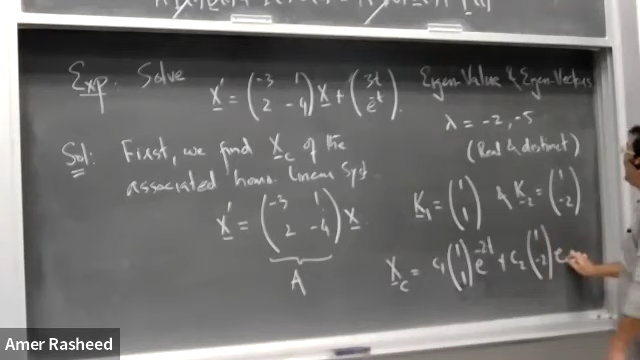 Exp. Solve X' = (-3 1 2 -4) X + (3t e^-t).
Sol: First, we find X_c of the
associated homo. linear Syst.
X' = (-3 1 2 -4) X.
A
Eigen Value & Eigen Vectors
λ = -2, -5
(Real & distinct)
K_1 = (1 1) & K_2 = (1 -2)
X_c = c_1 (1 1) e^-2t + c_2 (1 -2) e
Amer Rasheed